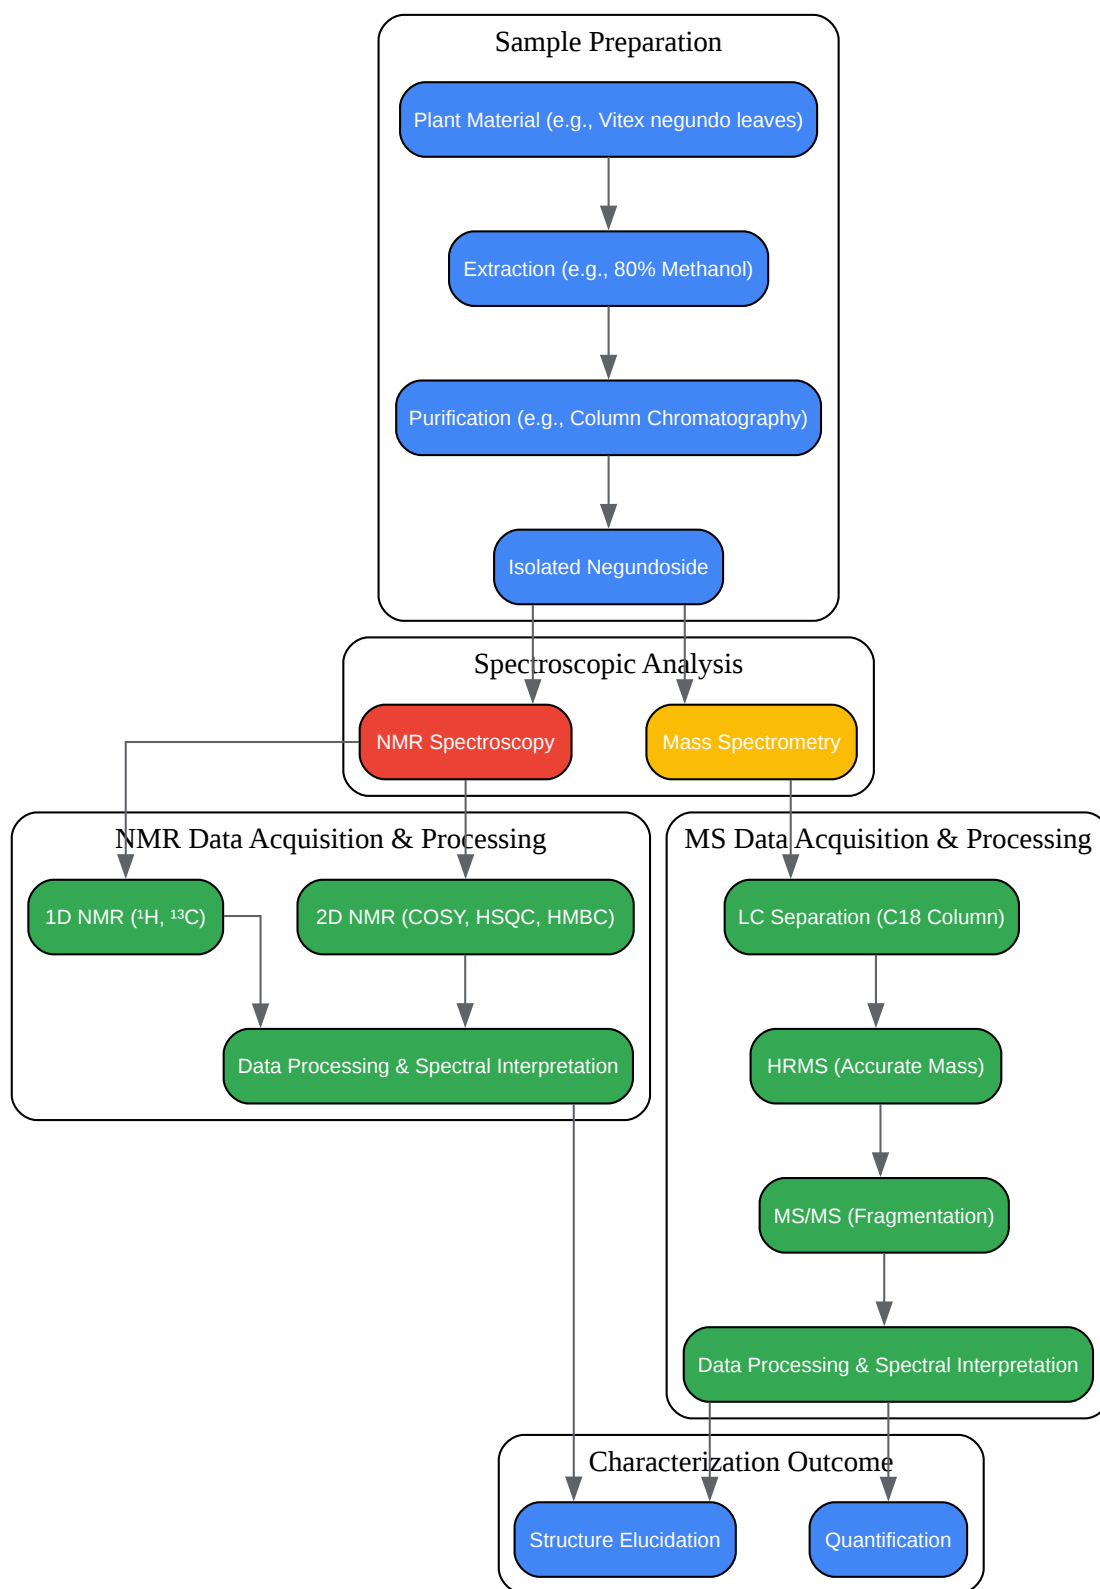 Sample Preparation
Plant Material (e.g., Vitex negundo leaves)
Extraction (e.g., 80% Methanol)
Purification (e.g., Column Chromatography)
Isolated Negundoside
Spectroscopic Analysis
NMR Spectroscopy
Mass Spectrometry
NMR Data Acquisition & Processing
1D NMR (¹H, ¹³C)
2D NMR (COSY, HSQC, HMBC)
Data Processing & Spectral Interpretation
MS Data Acquisition & Processing
LC Separation (C18 Column)
HRMS (Accurate Mass)
MS/MS (Fragmentation)
Data Processing & Spectral Interpretation
Characterization Outcome
Structure Elucidation
Quantification